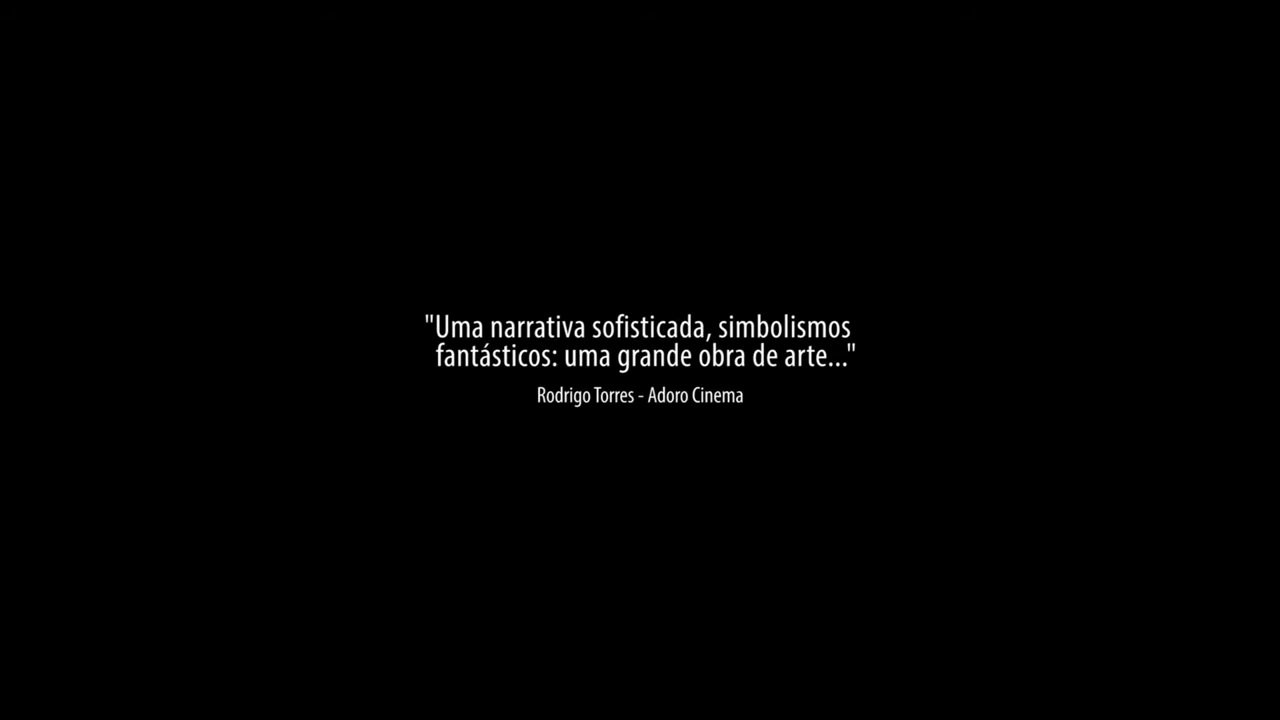 "Uma narrativa sofisticada, simbolismos
fantásticos: uma grande obra de arte..."
Rodrigo Torres - Adoro Cinema